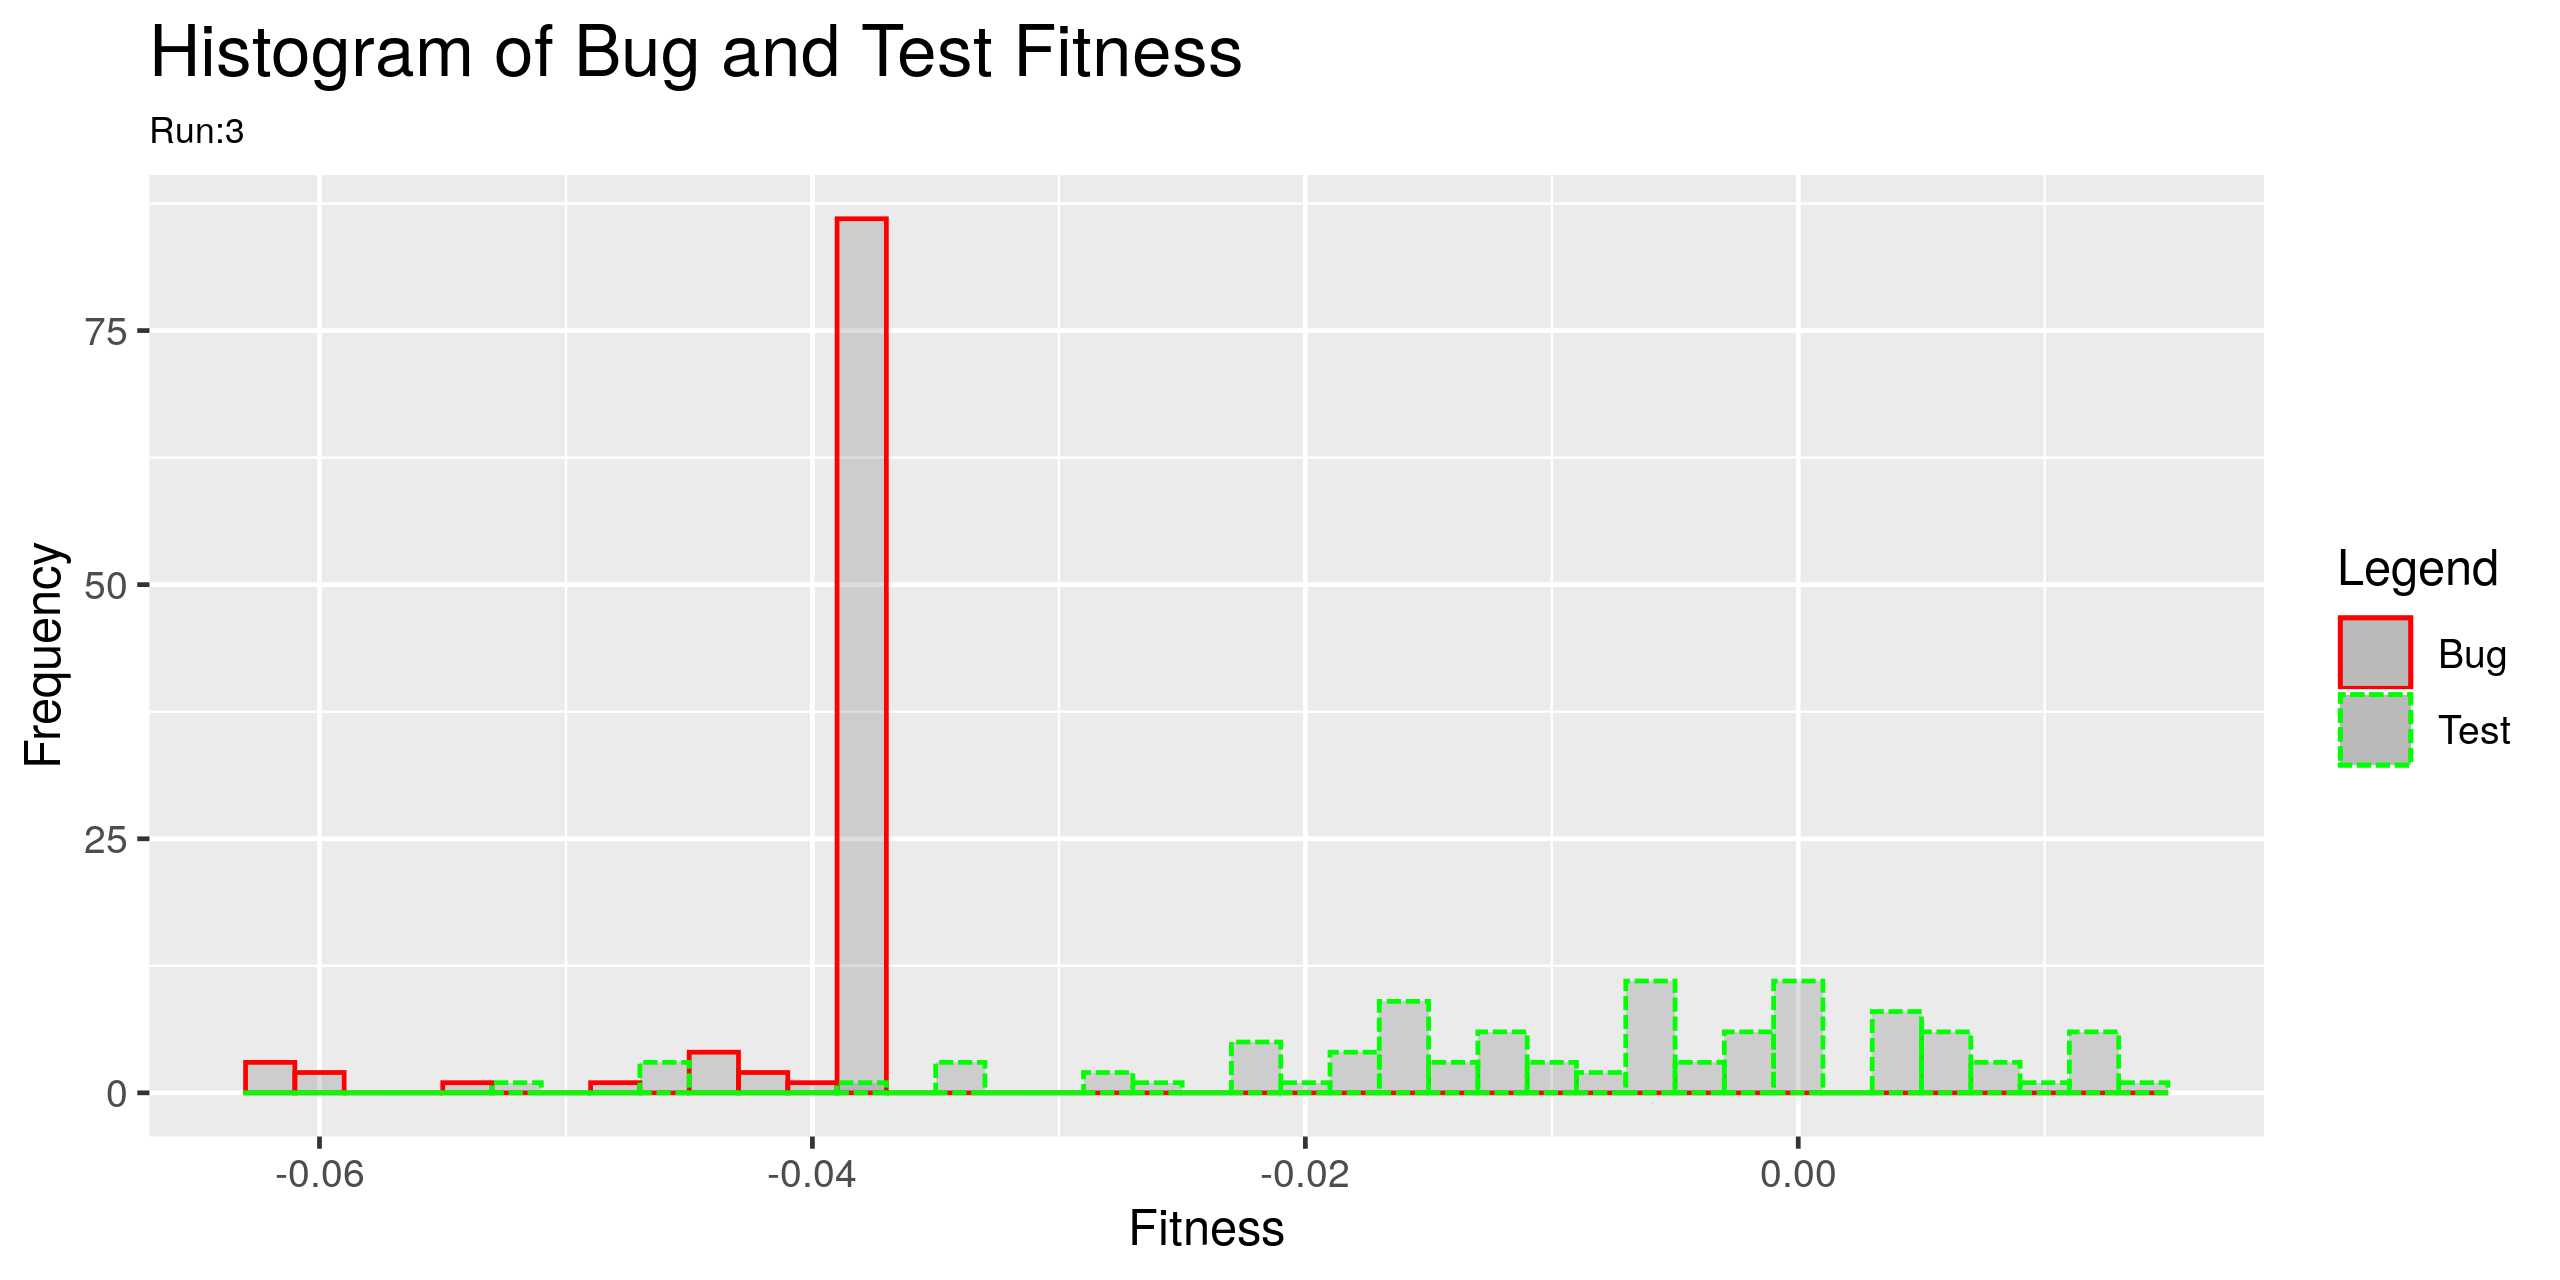 Histogram of Bug and Test Fitness
Run:3
Frequency
75
50
25
0
-0.06
-0.04
-0.02
0.00
Fitness
Legend
Bug
Test